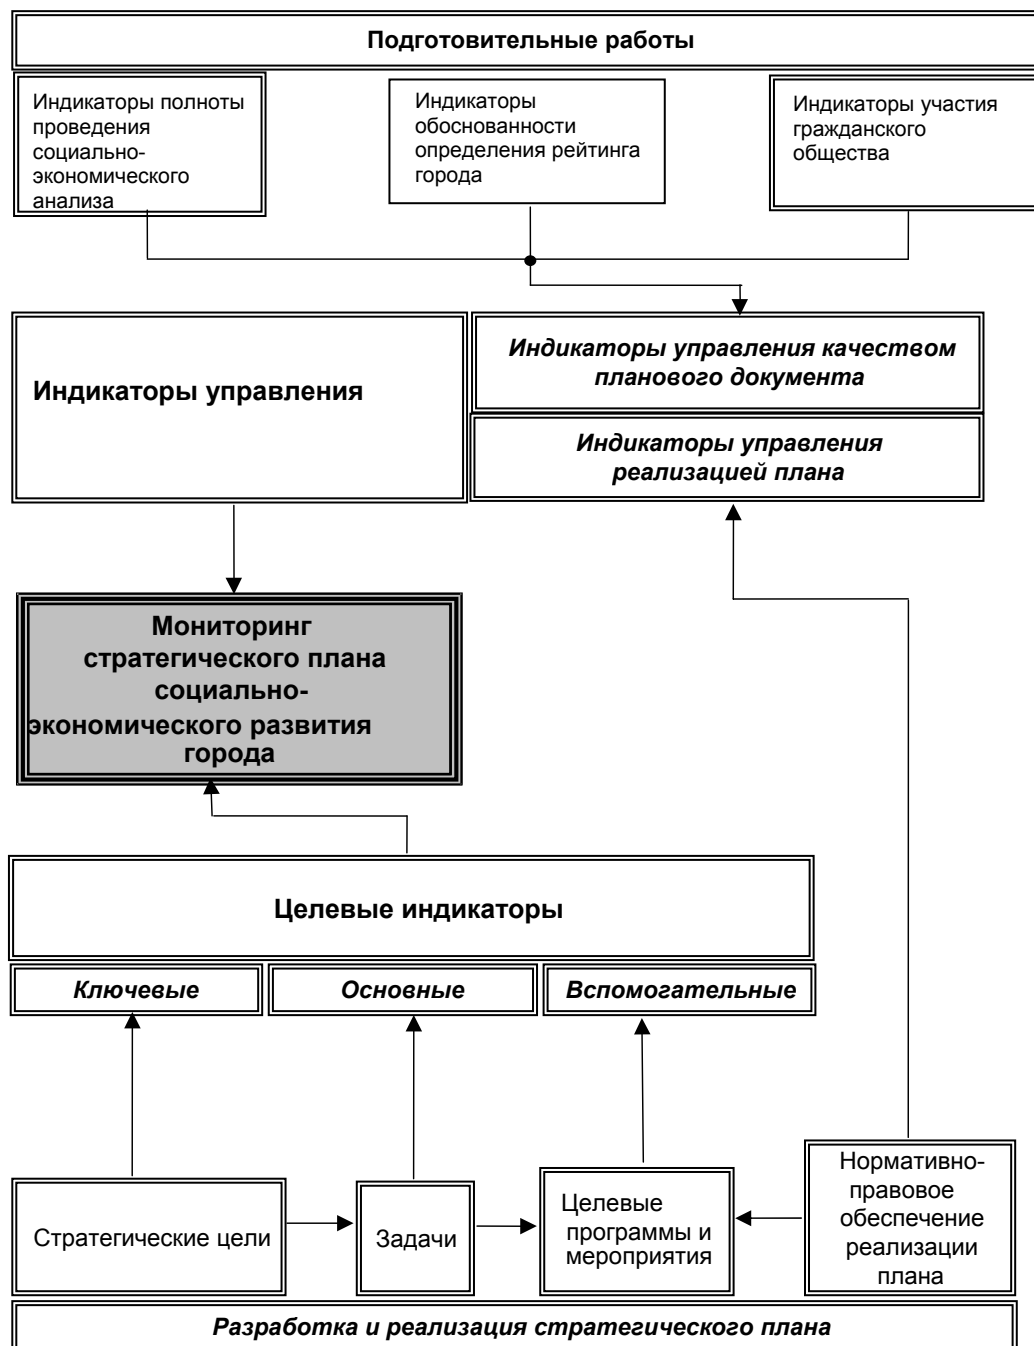 Подготовительные работы
Индикаторы полноты
проведения
социально-
экономического
анализа
Индикаторы
обоснованности
определения рейтинга
города
Индикаторы участия
гражданского
общества
Индикаторы управления
Индикаторы управления качеством
планового документа
Индикаторы управления
реализацией плана
Мониторинг
стратегического плана
социально-
экономического развития
города
Целевые индикаторы
Ключевые
Основные
Вспомогательные
Стратегические цели
Задачи
Целевые
программы и
мероприятия
Нормативно-
правовое
обеспечение
реализации
плана
Разработка и реализация стратегического плана